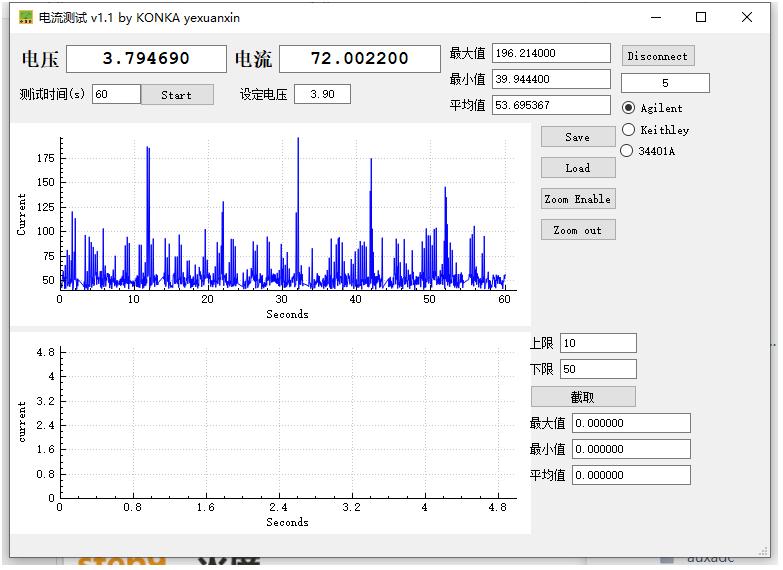 电流测试 v1.1 by KONKA yexuanxin
电压 3.794690 电流 72.002200
测试时间(s) 60 Start 设定电压 3.90
最大值 196.214000
最小值 39.944400
平均值 53.695367
Disconnect
5
Agilent
Keithley
34401A
Save
Load
Zoom Enable
Zoom out
Current
175
150
125
100
75
50
0 10 20 30 40 50 60
Seconds
current
4.8
4
3.2
2.4
1.6
0.8
0
0 0.8 1.6 2.4 3.2 4 4.8
Seconds
上限 10
下限 50
截取
最大值 0.000000
最小值 0.000000
平均值 0.000000
auxadc